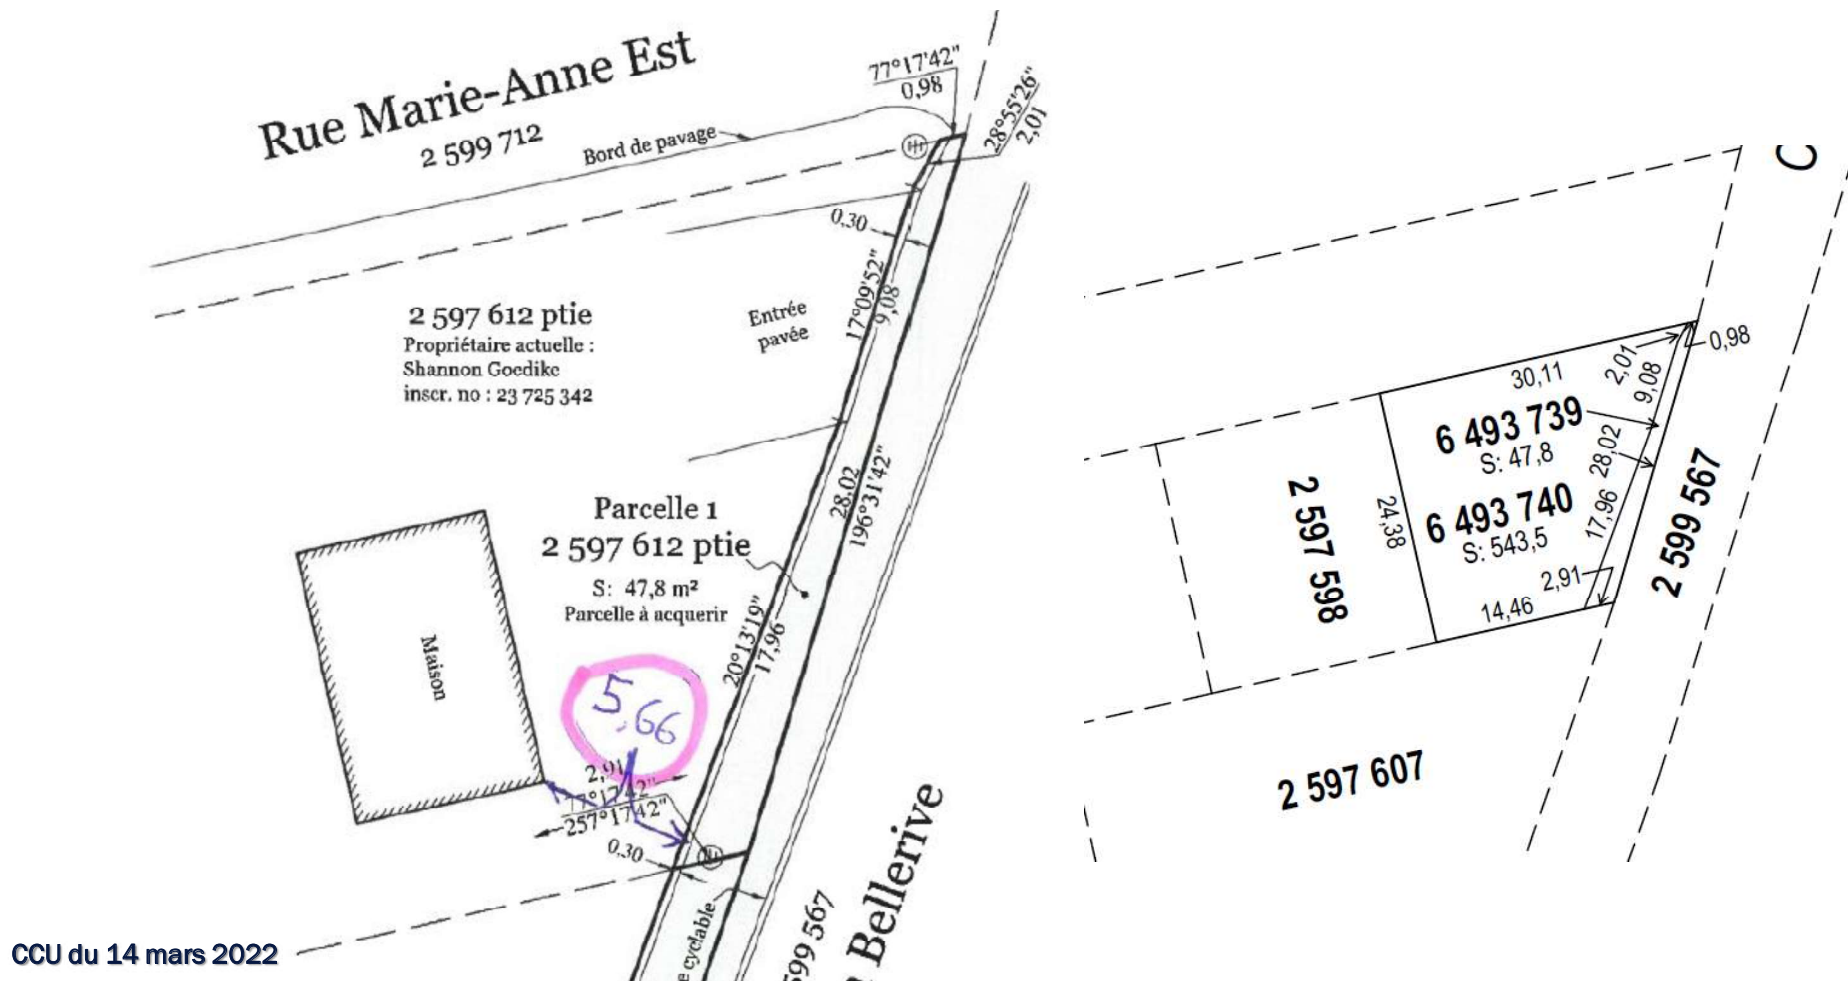 Rue Marie-Anne Est
2 599 712
Bord de pavage
77°17'42"
0,98
28°55'26"
2,01
0,30
17°09'52"
9,08
2 597 612 ptie
Propriétaire actuelle :
Shannon Goedike
inscr. no : 23 725 342
Entrée
pavée
28,02
196°31'42"
Parcelle 1
2 597 612 ptie
S: 47,8 m²
Parcelle à acquerir
20°13'19"
17,96
Maison
5,66
2,91
77°17'42"
257°17'42"
0,30
e cyclable
599 567
Bellerive
CCU du 14 mars 2022
C
0,98
2,01
9,08
30,11
6 493 739
S: 47,8
28,02
6 493 740
S: 543,5
17,96
24,38
2,91
14,46
2 597 598
2 599 567
2 597 607